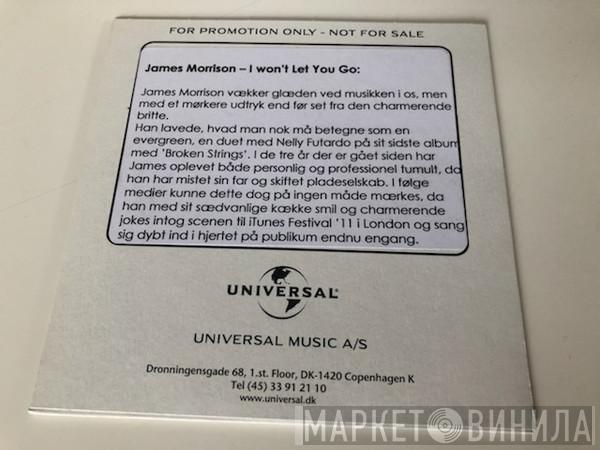 FOR PROMOTION ONLY - NOT FOR SALE
James Morrison – I won't Let You Go:
James Morrison vækker glæden ved musikken i os, men
med et mørkere udtryk end før set fra den charmerende
britte.
Han lavede, hvad man nok må betegne som en
evergreen, en duet med Nelly Futardo på sit sidste album
med 'Broken Strings'. I de tre år der er gået siden har
James oplevet både personlig og professionel tumult, da
han har mistet sin far og skiftet pladeselskab. I følge
medier kunne dette dog på ingen måde mærkes, da
han med sit sædvanlige kække smil og charmerende
jokes intog scenen til iTunes Festival '11 i London og sang
sig dybt ind i hjertet på publikum endnu engang.
UNIVERSAL®
UNIVERSAL MUSIC A/S
Dronningensgade 68, 1.st. Floor, DK-1420 Copenhagen K
Tel (45) 33 91 21 10
www.universal.dk
МАРКЕТ ВИНИЛА